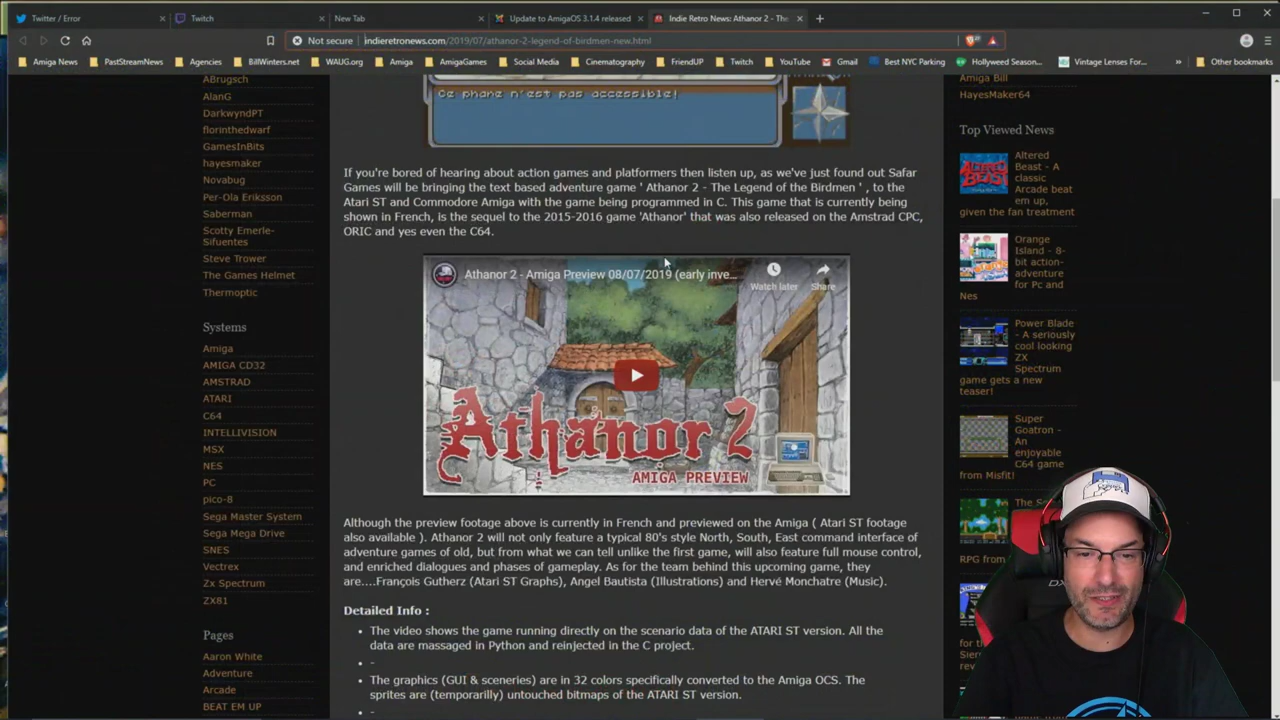 Twitter / Error
Twitch
New Tab
Update to AmigaOS 3.1.4 released
Indie Retro News: Athanor 2 - The
Not secure
indieretronews.com/2019/07/athanor-2-legend-of-birdmen-new.html
Amiga News
PastStreamNews
Agencies
BillWinters.net
WAUG.org
Amiga
AmigaGames
Social Media
Cinematography
FriendUP
Twitch
YouTube
Gmail
Best NYC Parking
Hollyweed Season...
Vintage Lenses For...
Other bookmarks
ABrugsch
AlanG
DarkwyndPT
florinthedwarf
GamesInBits
hayesmaker
Novabug
Per-Ola Eriksson
Saberman
Scotty Emerle-
Sifuentes
Steve Trower
The Games Helmet
Thermoptic
Systems
Amiga
AMIGA CD32
AMSTRAD
ATARI
C64
INTELLIVISION
MSX
NES
PC
pico-8
Sega Master System
Sega Mega Drive
SNES
Vectrex
Zx Spectrum
ZX81
Pages
Aaron White
Adventure
Arcade
BEAT EM UP
Ce phane n'est pas accessible!
If you're bored of hearing about action games and platformers then listen up, as we've just found out Safar
Games will be bringing the text based adventure game ' Athanor 2 - The Legend of the Birdmen ' , to the
Atari ST and Commodore Amiga with the game being programmed in C. This game that is currently being
shown in French, is the sequel to the 2015-2016 game 'Athanor' that was also released on the Amstrad CPC,
ORIC and yes even the C64.
Athanor 2 - Amiga Preview 08/07/2019 (early inve...
Watch later
Share
Athanor 2
AMIGA PREVIEW
Although the preview footage above is currently in French and previewed on the Amiga ( Atari ST footage
also available ). Athanor 2 will not only feature a typical 80's style North, South, East command interface of
adventure games of old, but from what we can tell unlike the first game, will also feature full mouse control,
and enriched dialogues and phases of gameplay. As for the team behind this upcoming game, they
are....François Gutherz (Atari ST Graphs), Angel Bautista (Illustrations) and Hervé Monchatre (Music).
Detailed Info :
• The video shows the game running directly on the scenario data of the ATARI ST version. All the
data are massaged in Python and reinjected in the C project.
• -
• The graphics (GUI & sceneries) are in 32 colors specifically converted to the Amiga OCS. The
sprites are (temporarilly) untouched bitmaps of the ATARI ST version.
• -
Amiga Bill
HayesMaker64
Top Viewed News
Altered
Beast - A
classic
Arcade beat
em up,
given the fan treatment
Orange
Island - 8-
bit action-
adventure
for Pc and
Nes
Power Blade
- A seriously
cool looking
ZX
Spectrum
game gets a new
teaser!
Super
Goatron -
An
enjoyable
C64 game
from Misfit!
The
RPG from
for the